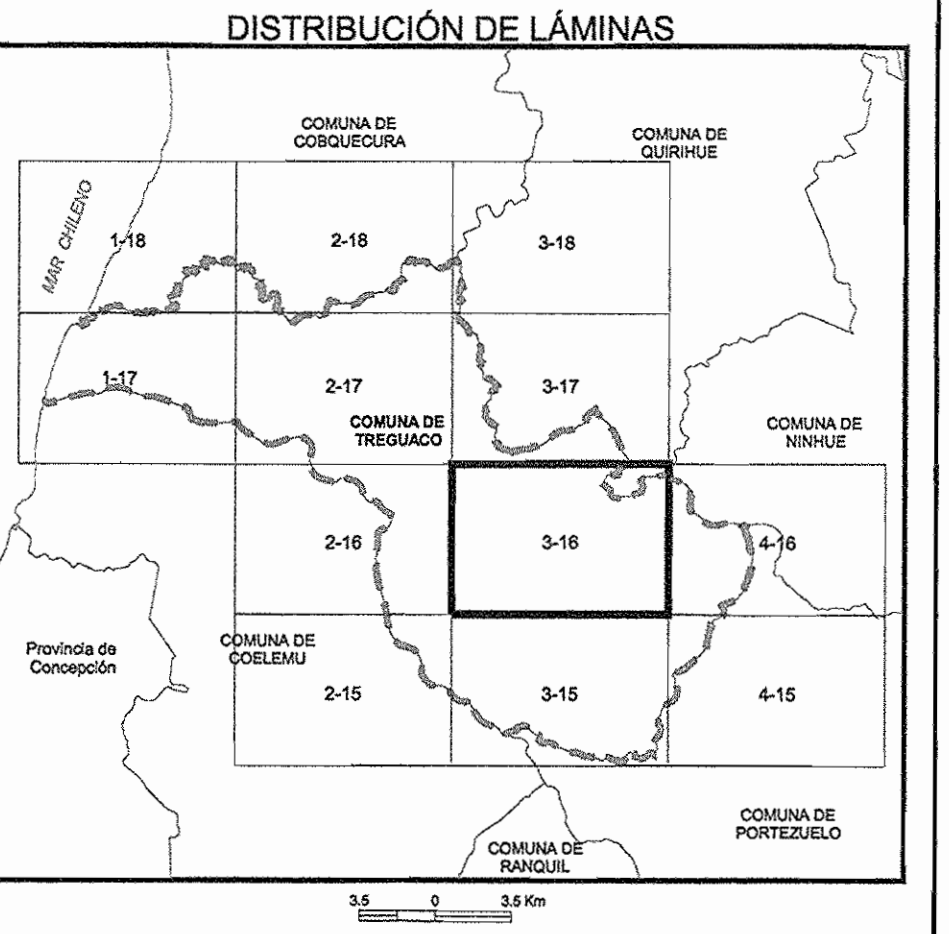 DISTRIBUCIÓN DE LÁMINAS
COMUNA DE
COBQUECURA
COMUNA DE
QUIRIHUE
MAR CHILENO
1-18
2-18
3-18
1-17
2-17
3-17
COMUNA DE
TREGUACO
COMUNA DE
NINHUE
2-16
3-16
4-16
Provincia de
Concepción
COMUNA DE
COELEMU
2-15
3-15
4-15
COMUNA DE
PORTEZUELO
COMUNA DE
RANQUIL
3.5 0 3.5 Km